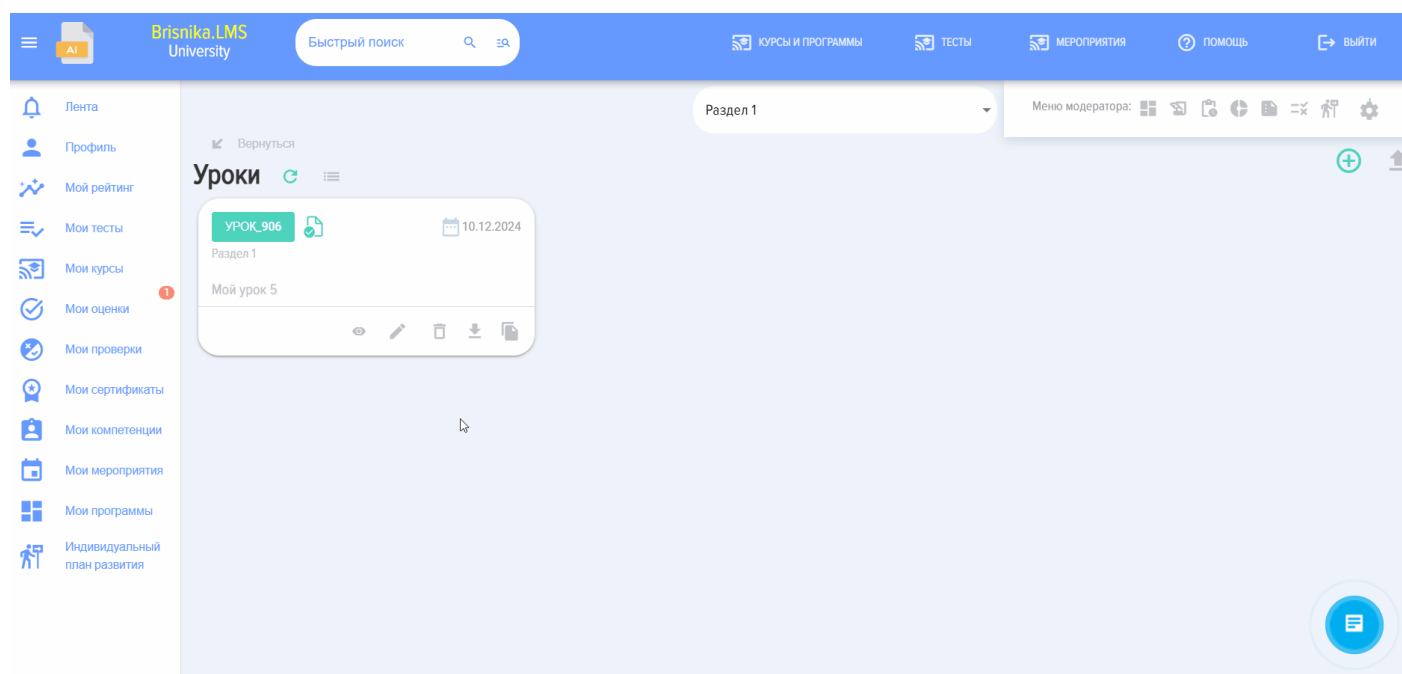 Brisnika.LMS
University
AI
Быстрый поиск
КУРСЫ И ПРОГРАММЫ
ТЕСТЫ
МЕРОПРИЯТИЯ
ПОМОЩЬ
ВЫЙТИ
Лента
Профиль
Мой рейтинг
Мои тесты
Мои курсы
1
Мои оценки
Мои проверки
Мои сертификаты
Мои компетенции
Мои мероприятия
Мои программы
Индивидуальный
план развития
Раздел 1
Меню модератора:
Вернуться
Уроки
УРОК_906
10.12.2024
Раздел 1
Мой урок 5